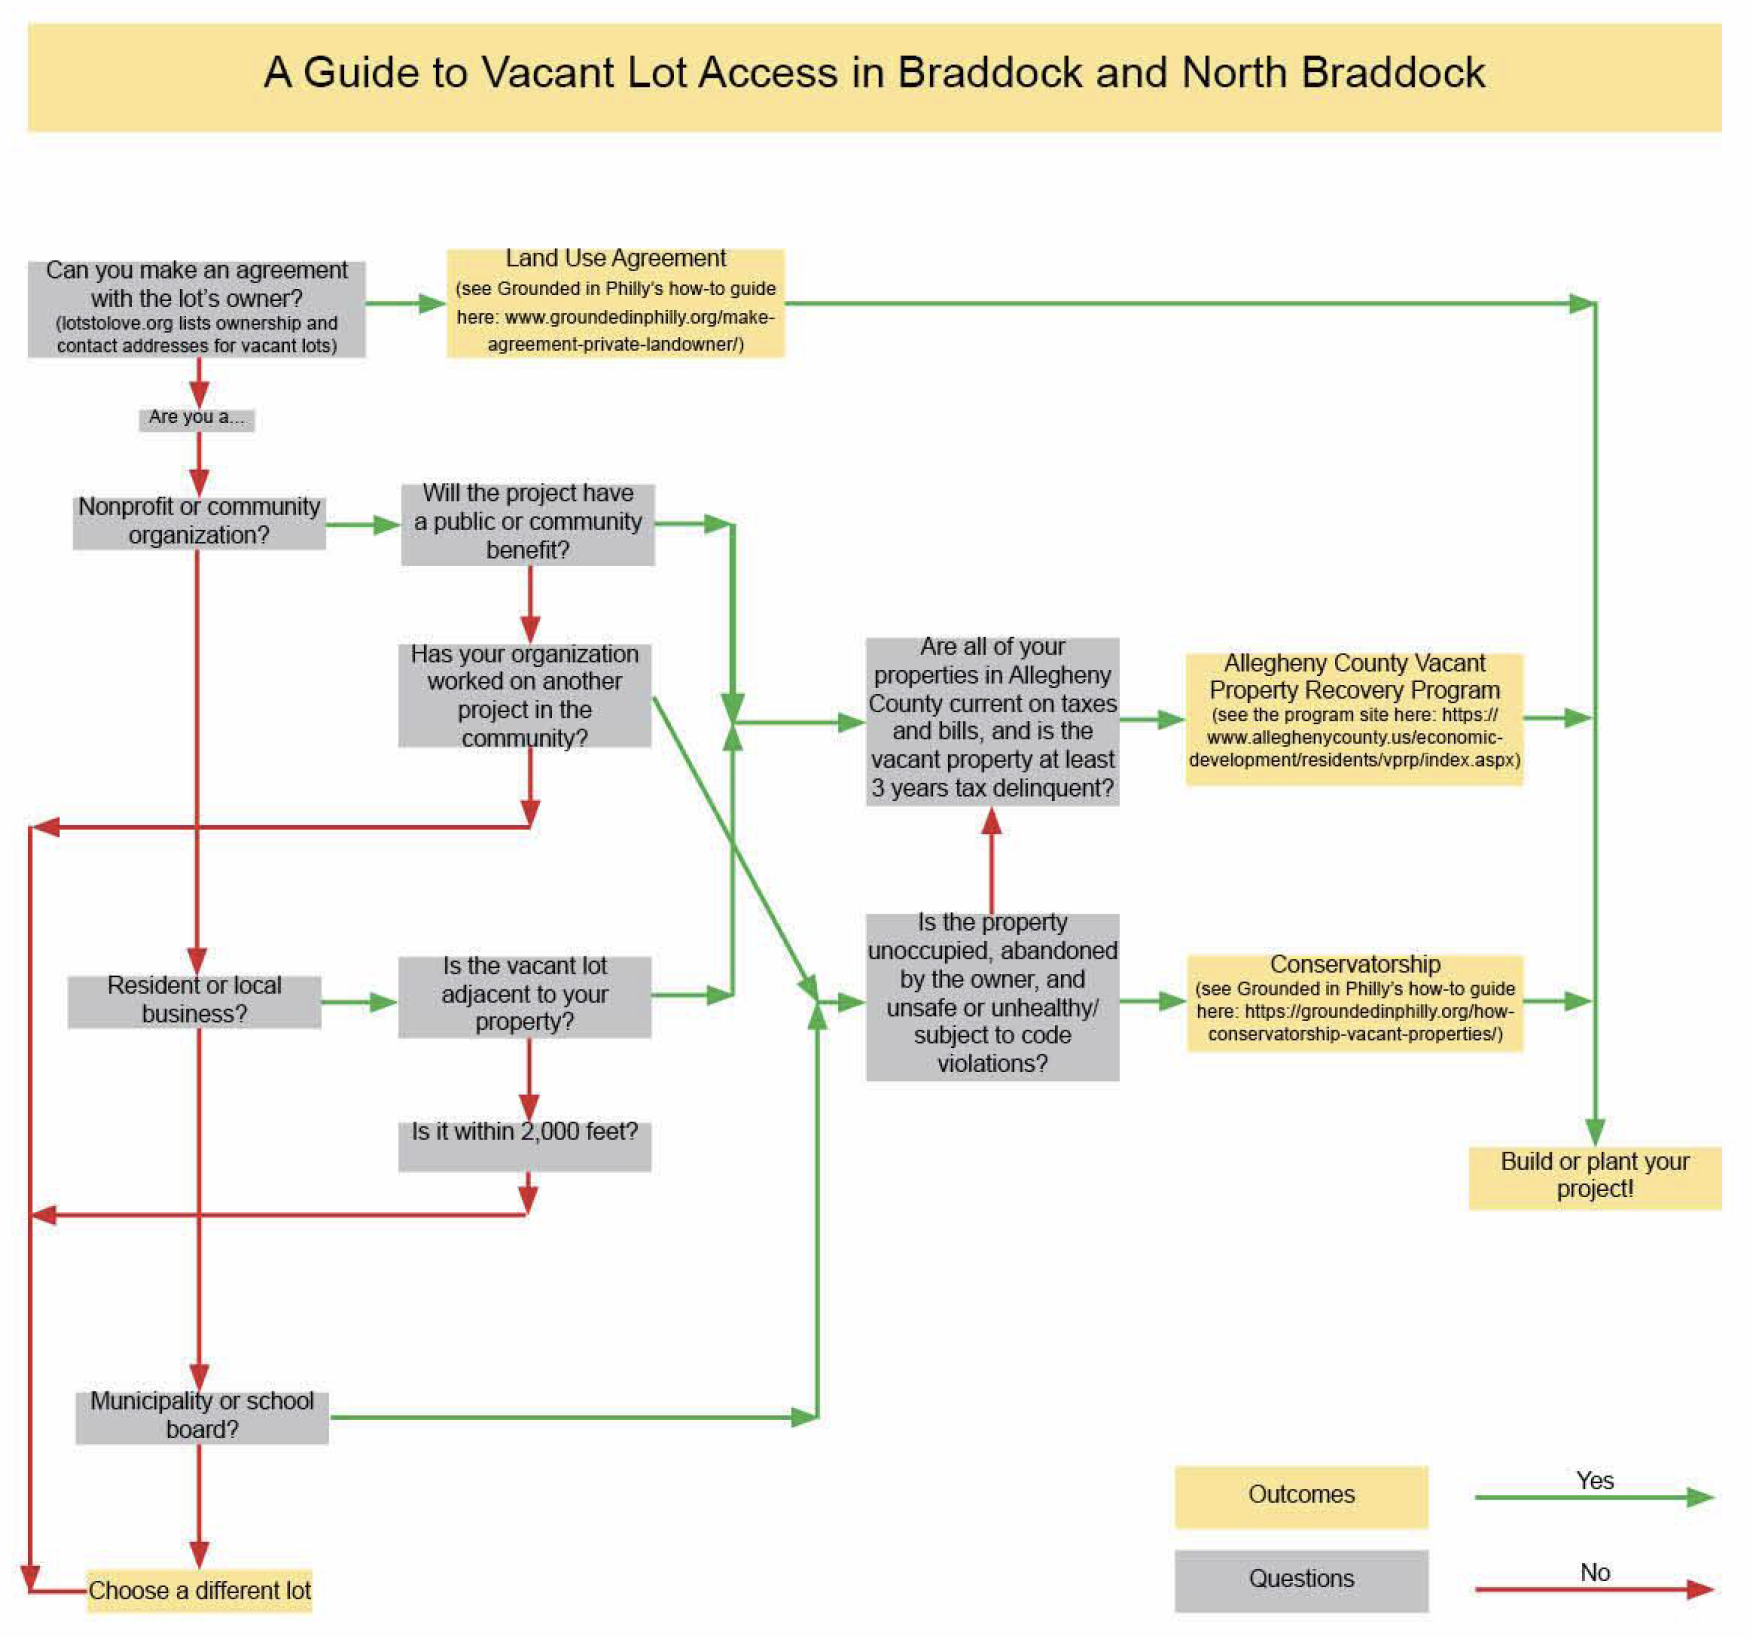 A Guide to Vacant Lot Access in Braddock and North Braddock
Can you make an agreement
with the lot's owner?
(lotstolove.org lists ownership and
contact addresses for vacant lots)
Land Use Agreement
(see Grounded in Philly's how-to guide
here: www.groundedinphilly.org/make-
agreement-private-landowner/)
Are you a...
Nonprofit or community
organization?
Will the project have
a public or community
benefit?
Has your organization
worked on another
project in the
community?
Are all of your
properties in Allegheny
County current on taxes
and bills, and is the
vacant property at least
3 years tax delinquent?
Allegheny County Vacant
Property Recovery Program
(see the program site here: https://
www.alleghenycounty.us/economic-
development/residents/vprp/index.aspx)
Resident or local
business?
Is the vacant lot
adjacent to your
property?
Is the property
unoccupied, abandoned
by the owner, and
unsafe or unhealthy/
subject to code
violations?
Conservatorship
(see Grounded in Philly's how-to guide
here: https://groundedinphilly.org/how-
conservatorship-vacant-properties/)
Is it within 2,000 feet?
Build or plant your
project!
Municipality or school
board?
Choose a different lot
Outcomes
Yes
Questions
No